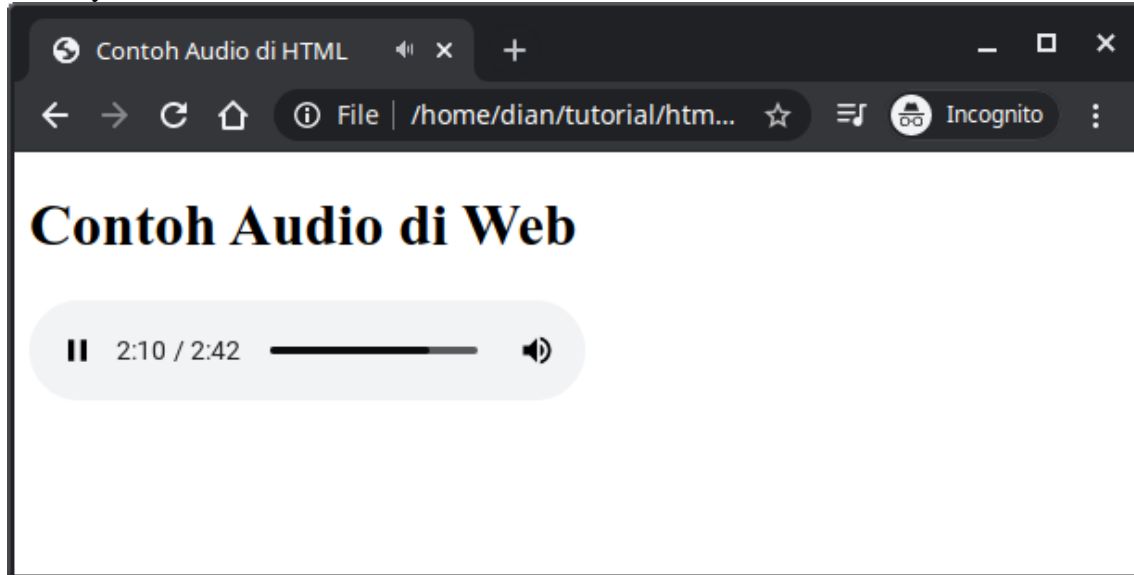 Contoh Audio di HTML
File /home/dian/tutorial/htm...
Incognito
Contoh Audio di Web
2:10 / 2:42